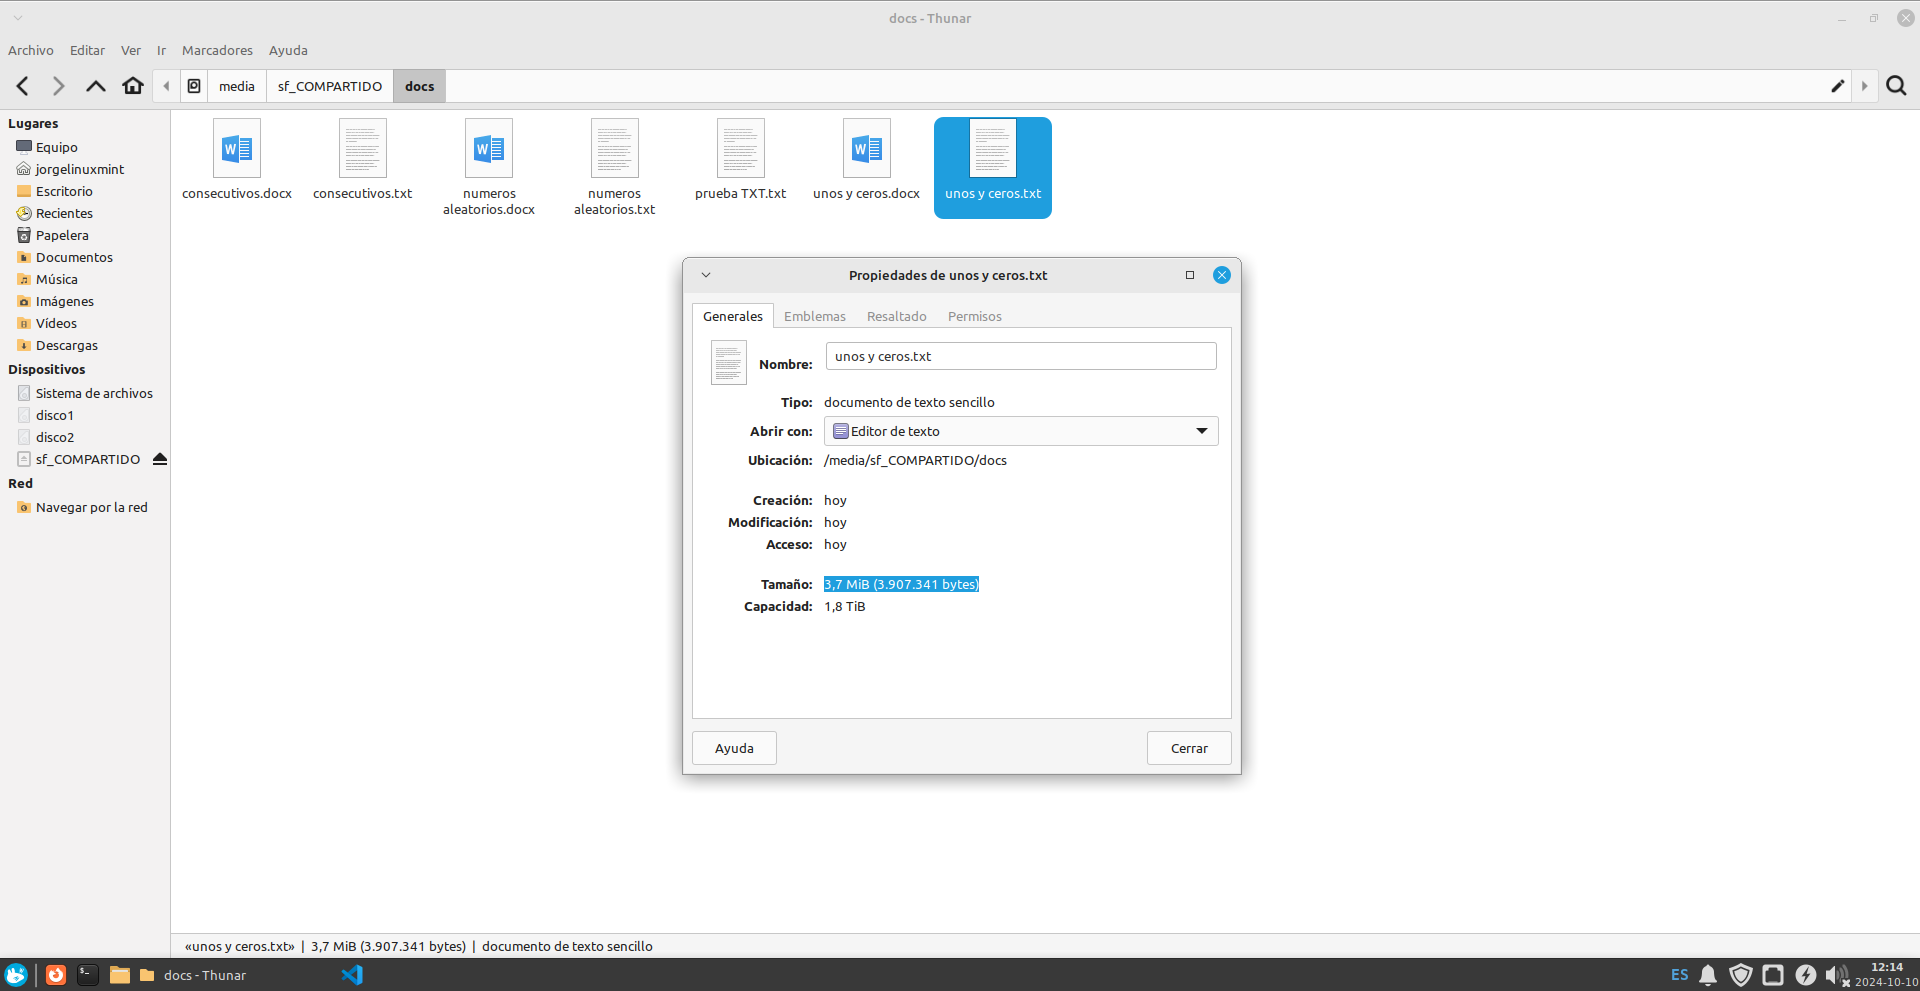 docs - Thunar
Archivo Editar Ver Ir Marcadores Ayuda
media sf_COMPARTIDO docs
Lugares
Equipo
jorgelinuxmint
Escritorio
Recientes
Papelera
Documentos
Música
Imágenes
Vídeos
Descargas
Dispositivos
Sistema de archivos
disco1
disco2
sf_COMPARTIDO
Red
Navegar por la red
consecutivos.docx
consecutivos.txt
numeros
aleatorios.docx
numeros
aleatorios.txt
prueba TXT.txt
unos y ceros.docx
unos y ceros.txt
Propiedades de unos y ceros.txt
Generales Emblemas Resaltado Permisos
Nombre: unos y ceros.txt
Tipo: documento de texto sencillo
Abrir con: Editor de texto
Ubicación: /media/sf_COMPARTIDO/docs
Creación: hoy
Modificación: hoy
Acceso: hoy
Tamaño: 3,7 MiB (3.907.341 bytes)
Capacidad: 1,8 TiB
Ayuda Cerrar
«unos y ceros.txt» | 3,7 MiB (3.907.341 bytes) | documento de texto sencillo
docs - Thunar
ES
12:14
2024-10-10